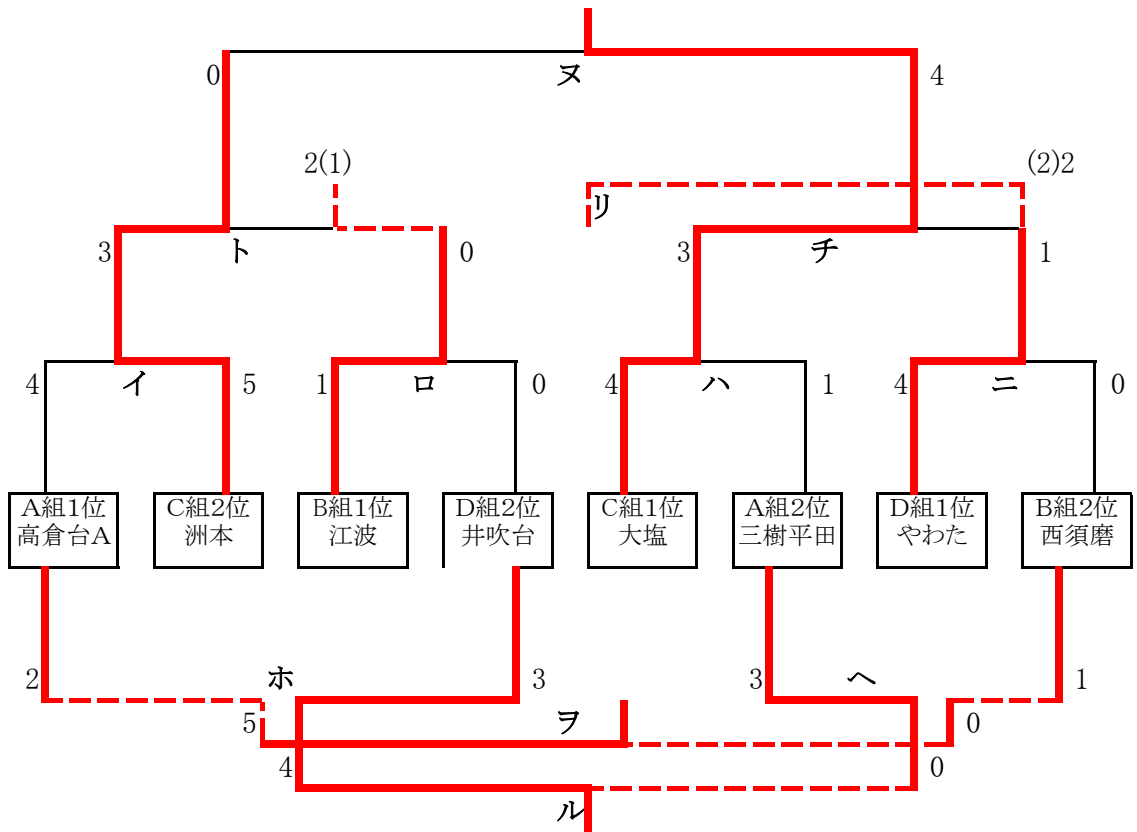 0
ヌ
4
2(1)
(2)2
リ
3
ト
0
3
チ
1
4
イ
5
1
ロ
0
4
ハ
1
4
ニ
0
A組1位
高倉台A
C組2位
洲本
B組1位
江波
D組2位
井吹台
C組1位
大塩
A組2位
三樹平田
D組1位
やわた
B組2位
西須磨
2
ホ
3
3
ヘ
1
5
ヲ
0
4
0
ル